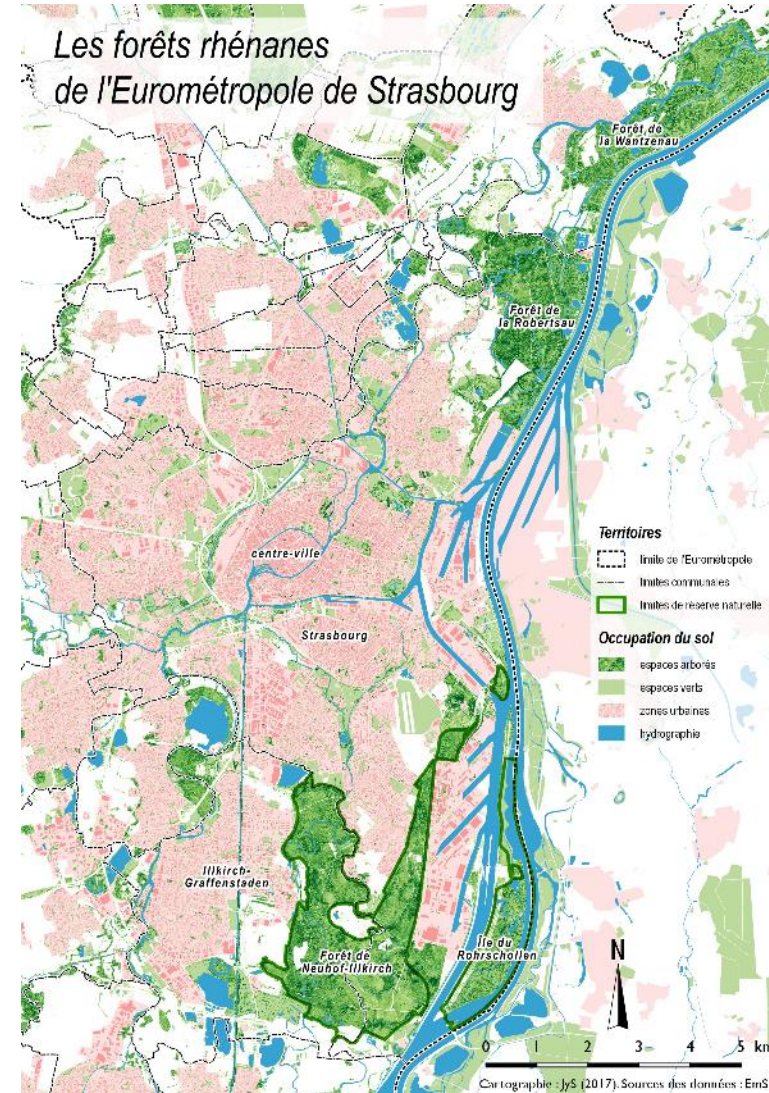 Les forêts rhénanes
de l'Eurométropole de Strasbourg
Forêt de
la Wantzenau
Forêt de
la Robertsau
centre-ville
Strasbourg
Territoires
limite de l'Eurométropole
limites communales
limites de réserve naturelle
Occupation du sol
espaces arborés
espaces verts
zones urbaines
hydrographie
Illkirch-
Graffenstaden
Forêt de
Neuhof-Illkirch
Île du
Rohrschollen
N
0 1 2 3 4 5 km
Cartographie : JyS (2017). Sources des données : EmS